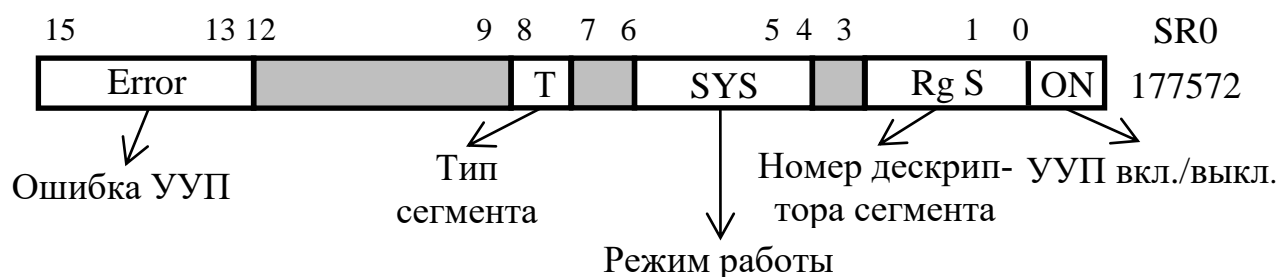 15 13 12 9 8 7 6 5 4 3 1 0 SR0
Error T SYS Rg S ON 177572
Ошибка УУП
Тип
сегмента
Номер дескрип-
тора сегмента
УУП вкл./выкл.
Режим работы